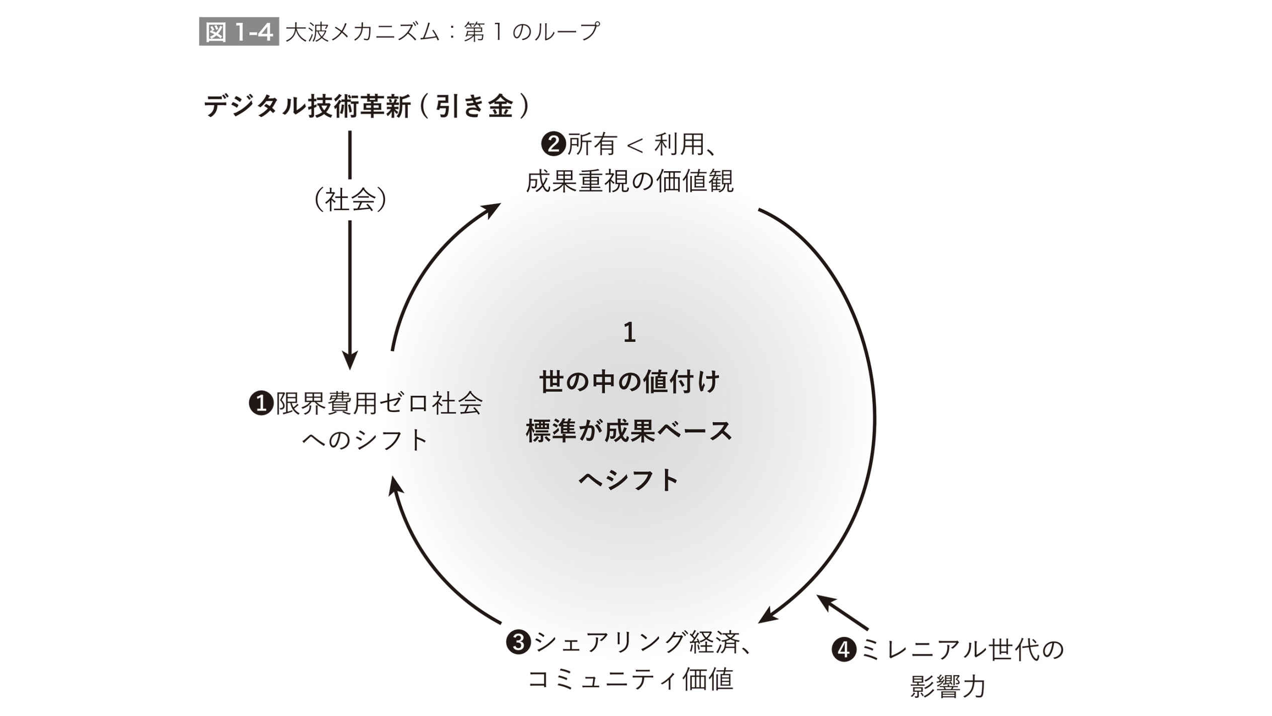 図 1-4 大波メカニズム：第1のループ
デジタル技術革新 ( 引き金 )
（社会）
❷所有 < 利用、
成果重視の価値観
1
世の中の値付け
標準が成果ベース
へシフト
❶限界費用ゼロ社会
へのシフト
❸シェアリング経済、
コミュニティ価値
❹ミレニアル世代の
影響力